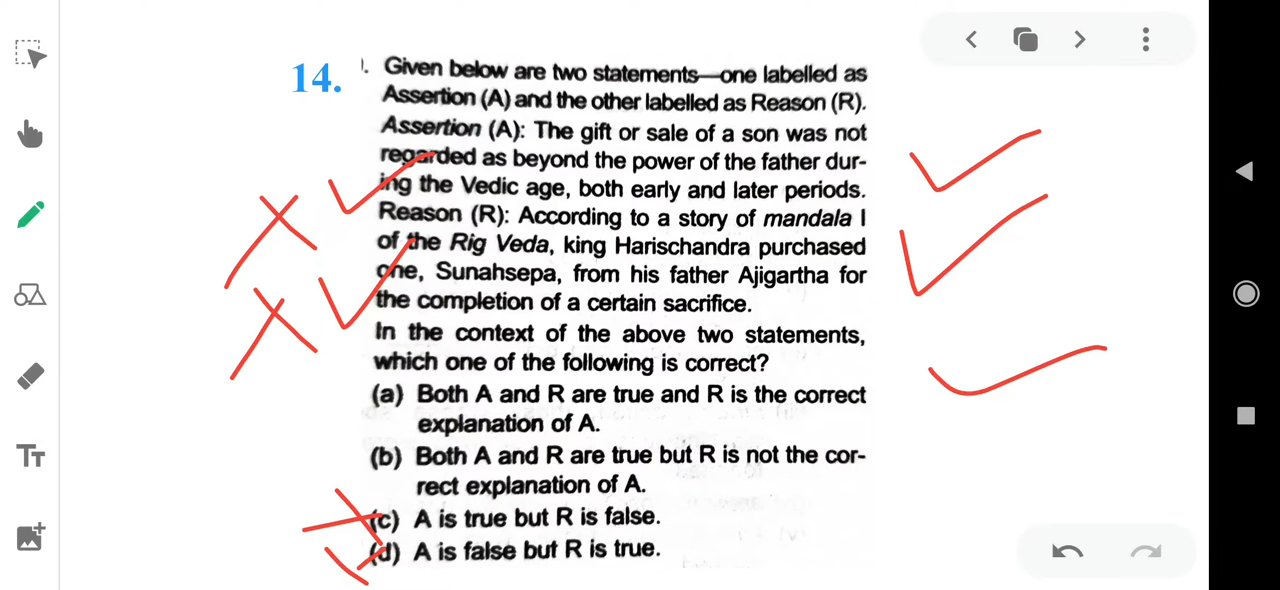 14. ). Given below are two statements—one labelled as
Assertion (A) and the other labelled as Reason (R).
Assertion (A): The gift or sale of a son was not
regarded as beyond the power of the father dur-
ing the Vedic age, both early and later periods.
Reason (R): According to a story of mandala I
of the Rig Veda, king Harischandra purchased
one, Sunahsepa, from his father Ajigartha for
the completion of a certain sacrifice.
In the context of the above two statements,
which one of the following is correct?
(a) Both A and R are true and R is the correct
explanation of A.
(b) Both A and R are true but R is not the cor-
rect explanation of A.
(c) A is true but R is false.
(d) A is false but R is true.
TT